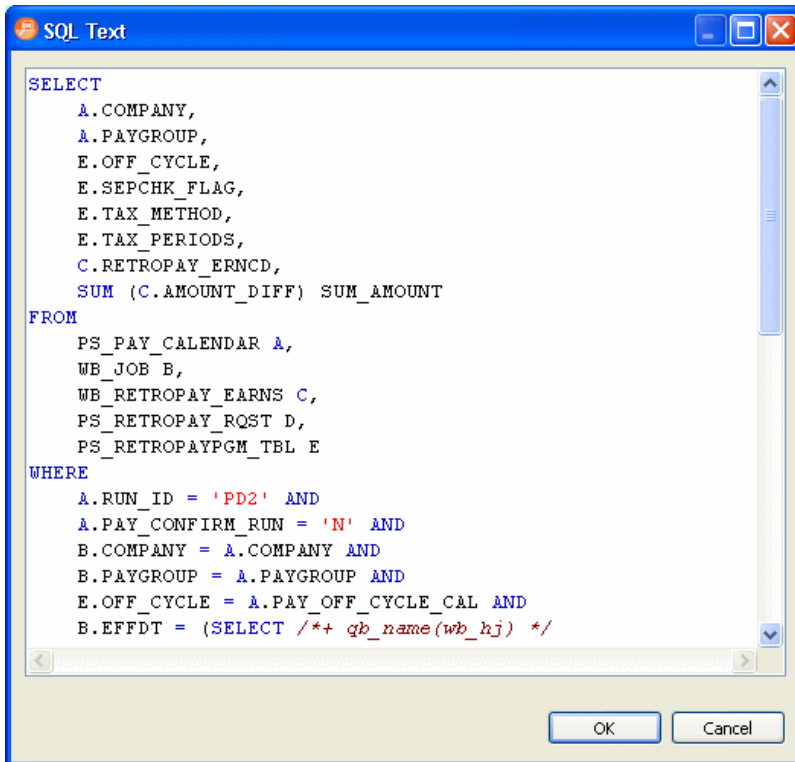 SQL Text
SELECT
    A.COMPANY,
    A.PAYGROUP,
    E.OFF_CYCLE,
    E.SEPCHK_FLAG,
    E.TAX_METHOD,
    E.TAX_PERIODS,
    C.RETROPAY_ERNCD,
    SUM (C.AMOUNT_DIFF) SUM_AMOUNT
FROM
    PS_PAY_CALENDAR A,
    WB_JOB B,
    WB_RETROPAY_EARNS C,
    PS_RETROPAY_RQST D,
    PS_RETROPAYPGM_TBL E
WHERE
    A.RUN_ID = 'PD2' AND
    A.PAY_CONFIRM_RUN = 'N' AND
    B.COMPANY = A.COMPANY AND
    B.PAYGROUP = A.PAYGROUP AND
    E.OFF_CYCLE = A.PAY_OFF_CYCLE_CAL AND
    B.EFFDT = (SELECT /*+ qb_name(wb_hj) */
OK Cancel